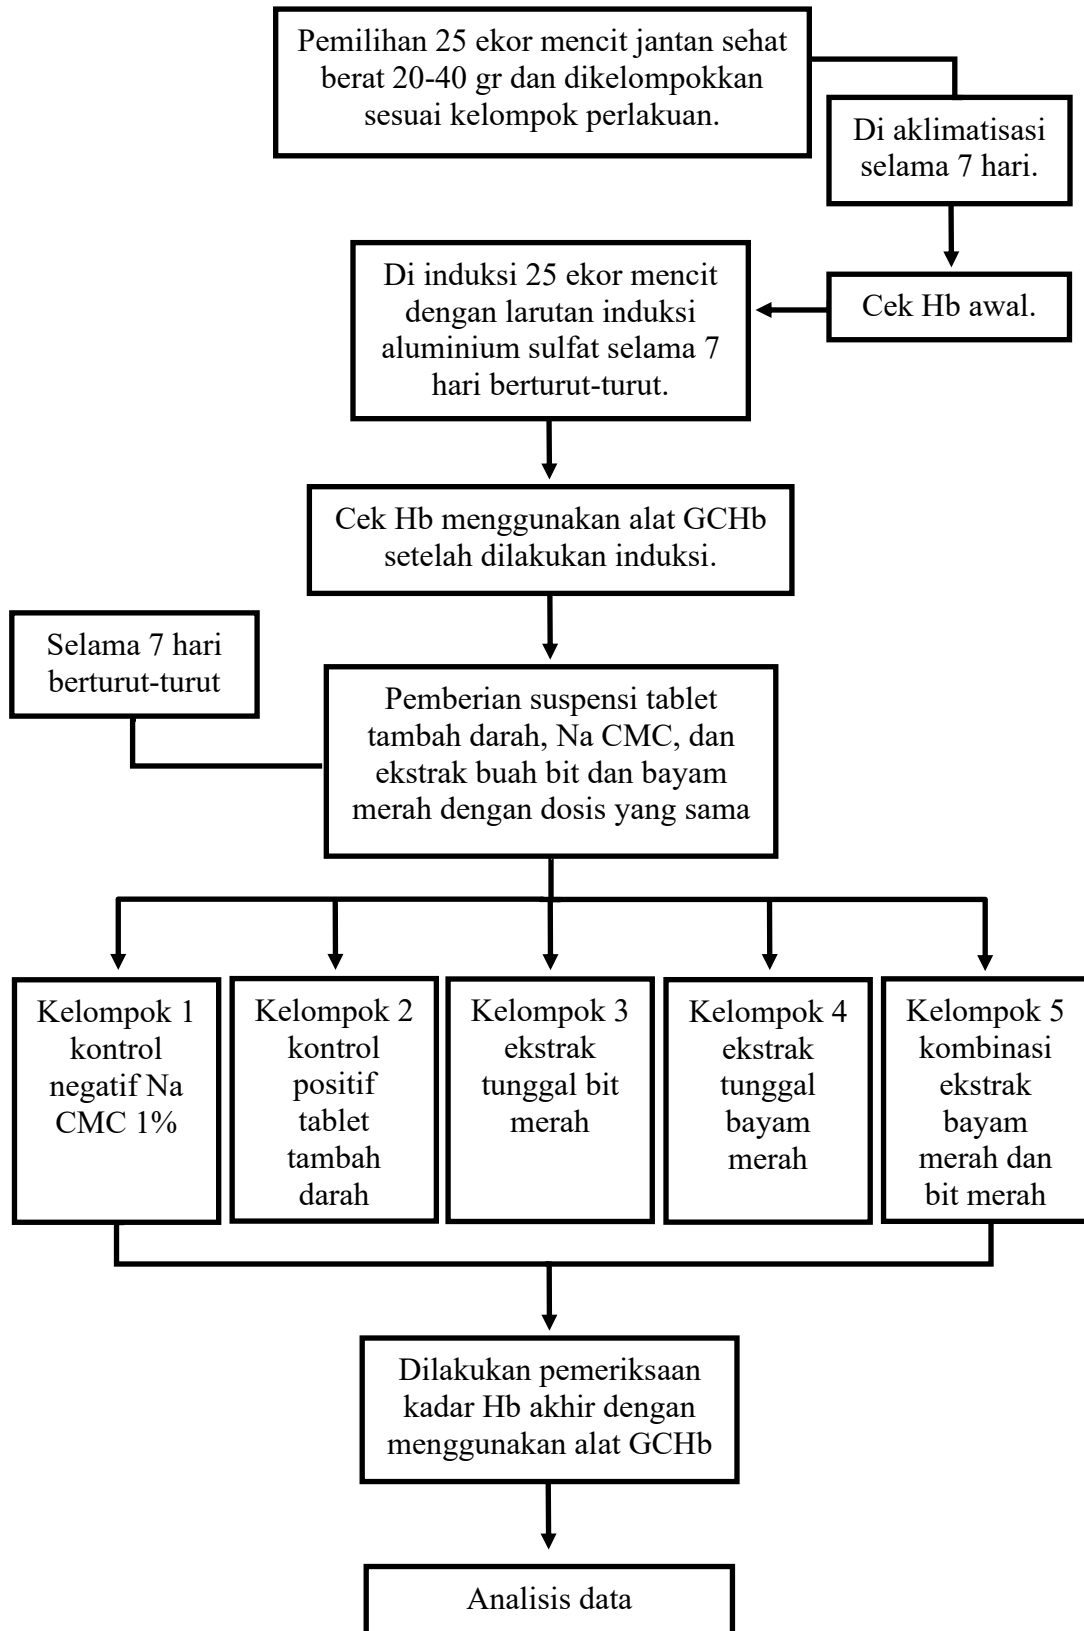 Pemilihan 25 ekor mencit jantan sehat
berat 20-40 gr dan dikelompokkan
sesuai kelompok perlakuan.
Di aklimatisasi
selama 7 hari.
Cek Hb awal.
Di induksi 25 ekor mencit
dengan larutan induksi
aluminium sulfat selama 7
hari berturut-turut.
Cek Hb menggunakan alat GCHb
setelah dilakukan induksi.
Selama 7 hari
berturut-turut
Pemberian suspensi tablet
tambah darah, Na CMC, dan
ekstrak buah bit dan bayam
merah dengan dosis yang sama
Kelompok 1
kontrol
negatif Na
CMC 1%
Kelompok 2
kontrol
positif
tablet
tambah
darah
Kelompok 3
ekstrak
tunggal bit
merah
Kelompok 4
ekstrak
tunggal
bayam
merah
Kelompok 5
kombinasi
ekstrak
bayam
merah dan
bit merah
Dilakukan pemeriksaan
kadar Hb akhir dengan
menggunakan alat GCHb
Analisis data